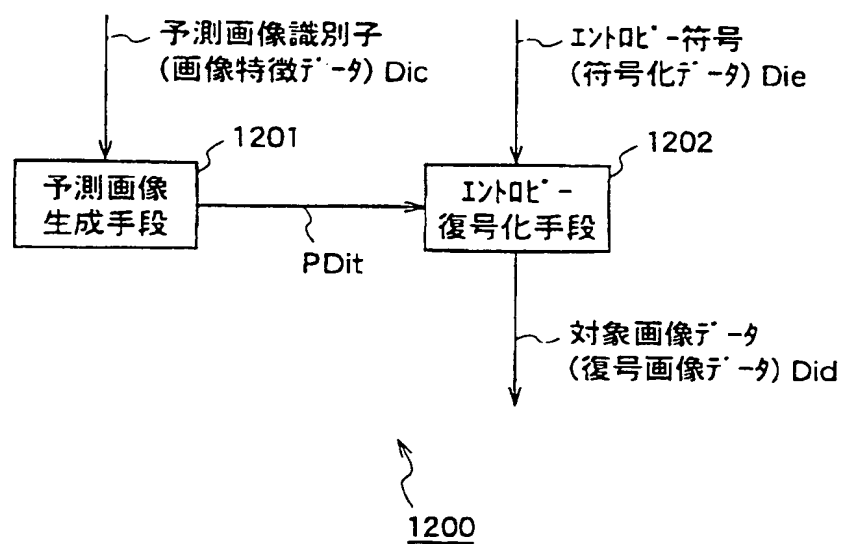 予測画像識別子
(画像特徴ﾃﾞｰﾀ) Dic
ｴﾝﾄﾛﾋﾟｰ符号
(符号化ﾃﾞｰﾀ) Die
1201
予測画像
生成手段
1202
ｴﾝﾄﾛﾋﾟｰ
復号化手段
PDit
対象画像ﾃﾞｰﾀ
(復号画像ﾃﾞｰﾀ) Did
1200